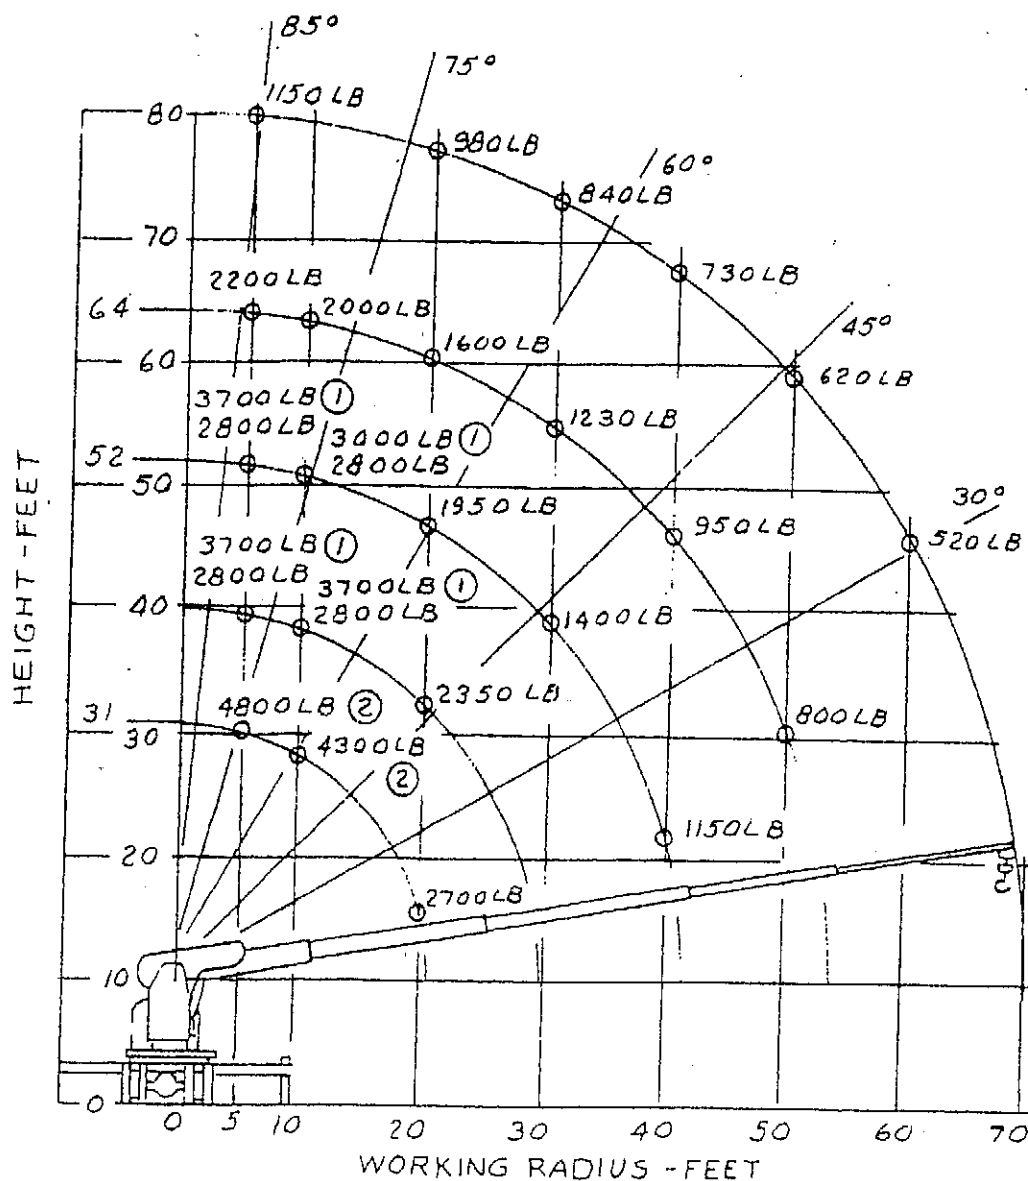 85°
75°
1150 LB
80
980 LB
60°
840 LB
70
730 LB
2200 LB
2000 LB
64
45°
1600 LB
60
620 LB
3700 LB ①
2800 LB
3000 LB ①
2800 LB
1230 LB
52
50
1950 LB
30°
950 LB
520 LB
3700 LB ①
2800 LB
3700 LB ①
2800 LB
40
1400 LB
2350 LB
31
4800 LB ②
800 LB
30
4300 LB
②
1150 LB
20
2700 LB
10
0
HEIGHT - FEET
0 5 10 20 30 40 50 60 70
WORKING RADIUS - FEET